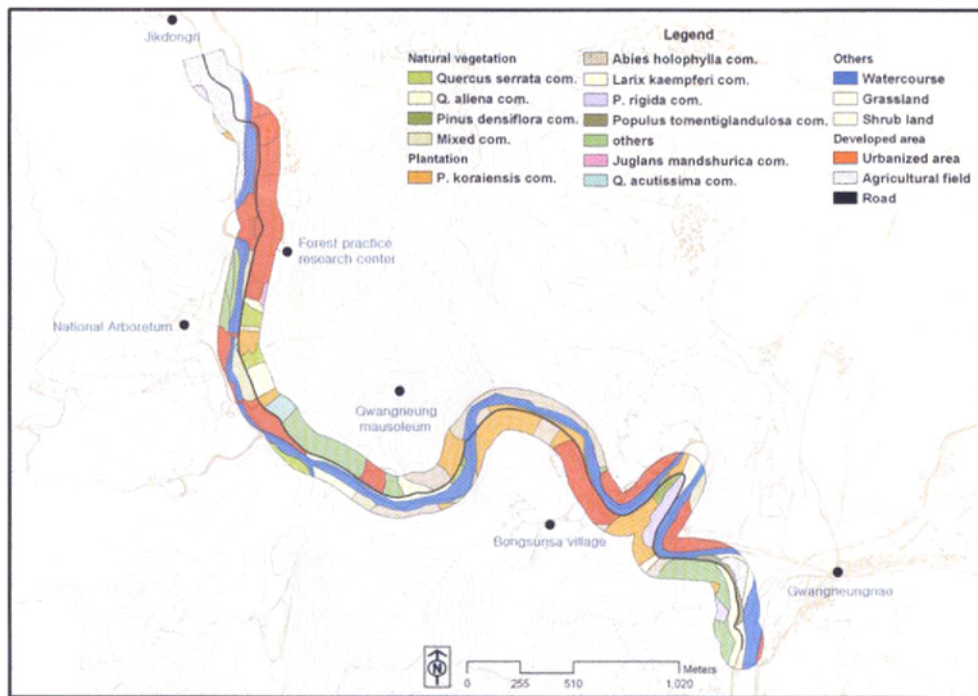 Jikdongri
Legend
Natural vegetation
Quercus serrata com.
Q. aliena com.
Pinus densiflora com.
Mixed com.
Plantation
P. koraiensis com.
Abies holophylla com.
Larix kaempferi com.
P. rigida com.
Populus tomentiglandulosa com.
others
Juglans mandshurica com.
Q. acutissima com.
Others
Watercourse
Grassland
Shrub land
Developed area
Urbanized area
Agricultural field
Road
Forest practice
research center
National Arboretum
Gwangneung
mausoleum
Bongsunsa village
Gwangneungnae
N
Meters
0 255 510 1,020